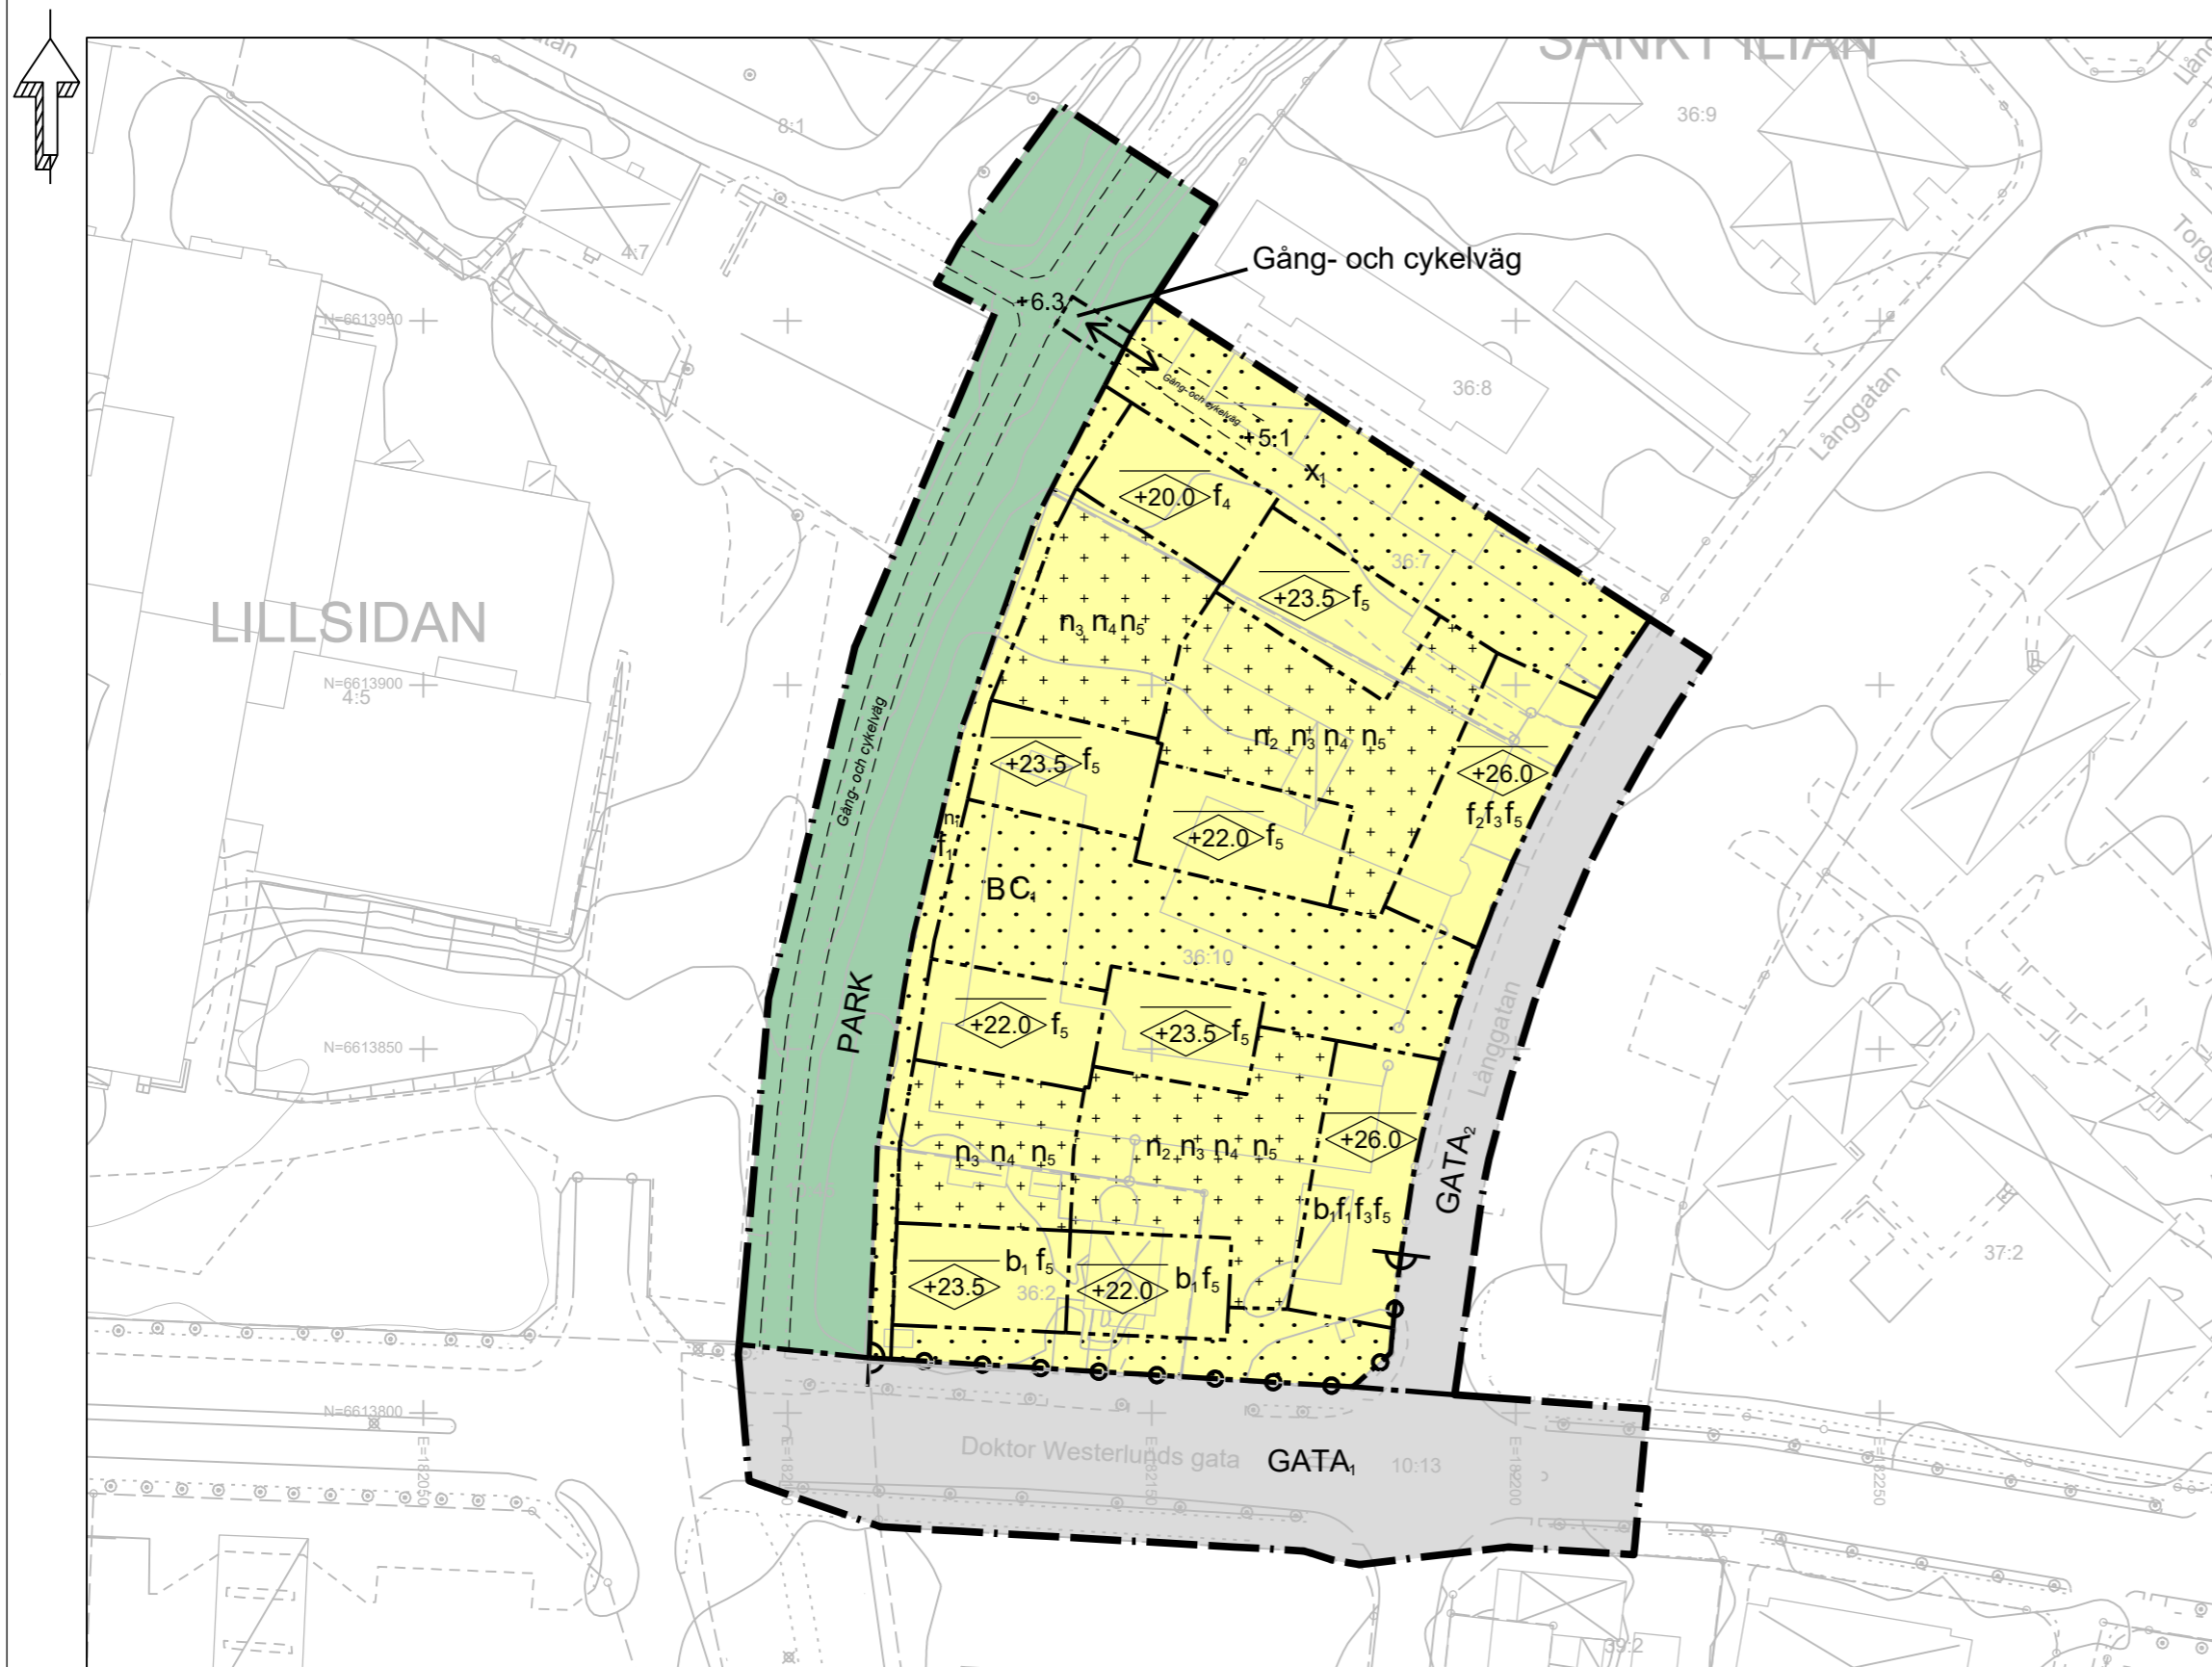 SANKT ILIAN
36:9
8:1
4:7
Gång- och cykelväg
+6.3
N=6613950
36:8
Långgatan
Gång- och cykelväg
+5.1
x1
+20.0 f4
36:7
+23.5 f5
LILLSIDAN
n3 n4 n5
N=6613900
4:5
n2 n3 n4 n5
+23.5 f5
+26.0
f2 f3 f5
Gång- och cykelväg
n1
f1
+22.0 f5
BC1
36:10
PARK
+22.0 f5
+23.5 f5
Långgatan
N=6613850
+26.0
n3 n4 n5
n2 n3 n4 n5
GATA2
b1 f1 f3 f5
37:2
b1 f5
+23.5
36:2
+22.0
b1 f5
N=6613800
Doktor Westerlunds gata
GATA1
10:13
E=182050
E=182150
E=182200
E=182250
39:2